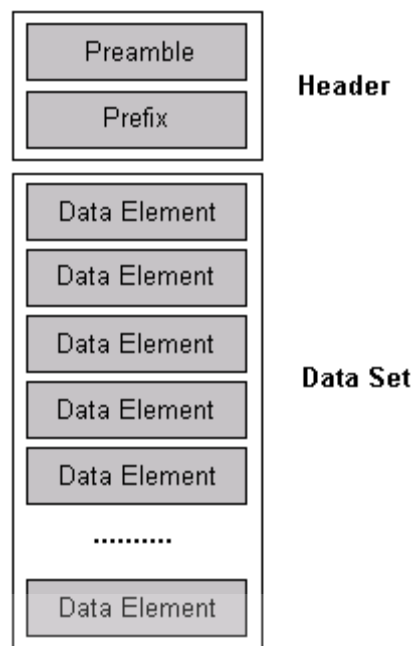 Preamble
Header
Prefix
Data Element
Data Element
Data Element
Data Set
Data Element
Data Element
..........
Data Element